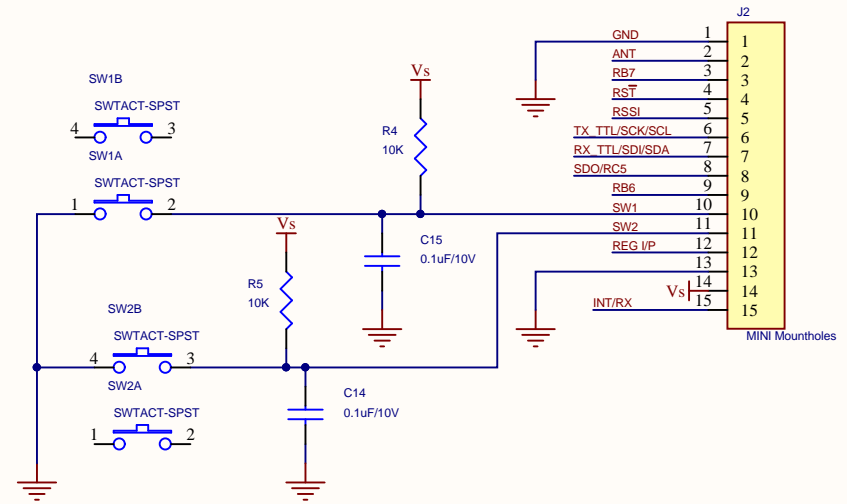 J2
GND 1 1
ANT 2 2
RB7 3 3
RST 4 4
RSSI 5 5
TX_TTL/SCK/SCL 6 6
RX_TTL/SDI/SDA 7 7
SDO/RC5 8 8
RB6 9 9
SW1 10 10
SW2 11 11
REG I/P 12 12
13 13
Vs 14 14
INT/RX 15 15
MINI Mountholes
SW1B
SWTACT-SPST
4 3
SW1A
SWTACT-SPST
1 2
Vs
R4
10K
C15
0.1uF/10V
Vs
R5
10K
SW2B
SWTACT-SPST
4 3
SW2A
SWTACT-SPST
1 2
C14
0.1uF/10V